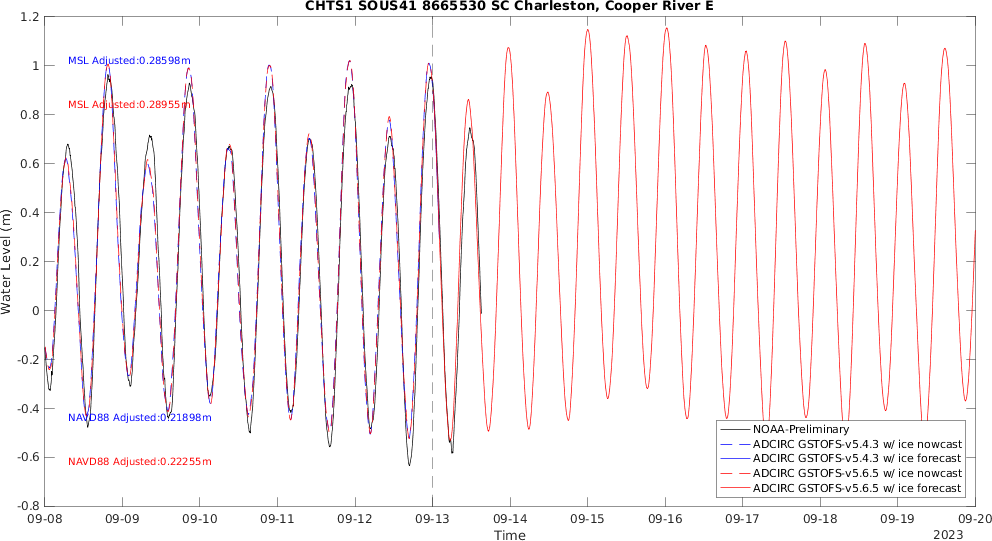 CHTS1 SOUS41 8665530 SC Charleston, Cooper River E
1.2
1
0.8
0.6
0.4
0.2
0
-0.2
-0.4
-0.6
-0.8
Water Level (m)
MSL Adjusted:0.28598m
MSL Adjusted:0.28955m
NAVD88 Adjusted:0.21898m
NAVD88 Adjusted:0.22255m
NOAA-Preliminary
ADCIRC GSTOFS-v5.4.3 w/ ice nowcast
ADCIRC GSTOFS-v5.4.3 w/ ice forecast
ADCIRC GSTOFS-v5.6.5 w/ ice nowcast
ADCIRC GSTOFS-v5.6.5 w/ ice forecast
09-08 09-09 09-10 09-11 09-12 09-13 09-14 09-15 09-16 09-17 09-18 09-19 09-20
Time
2023